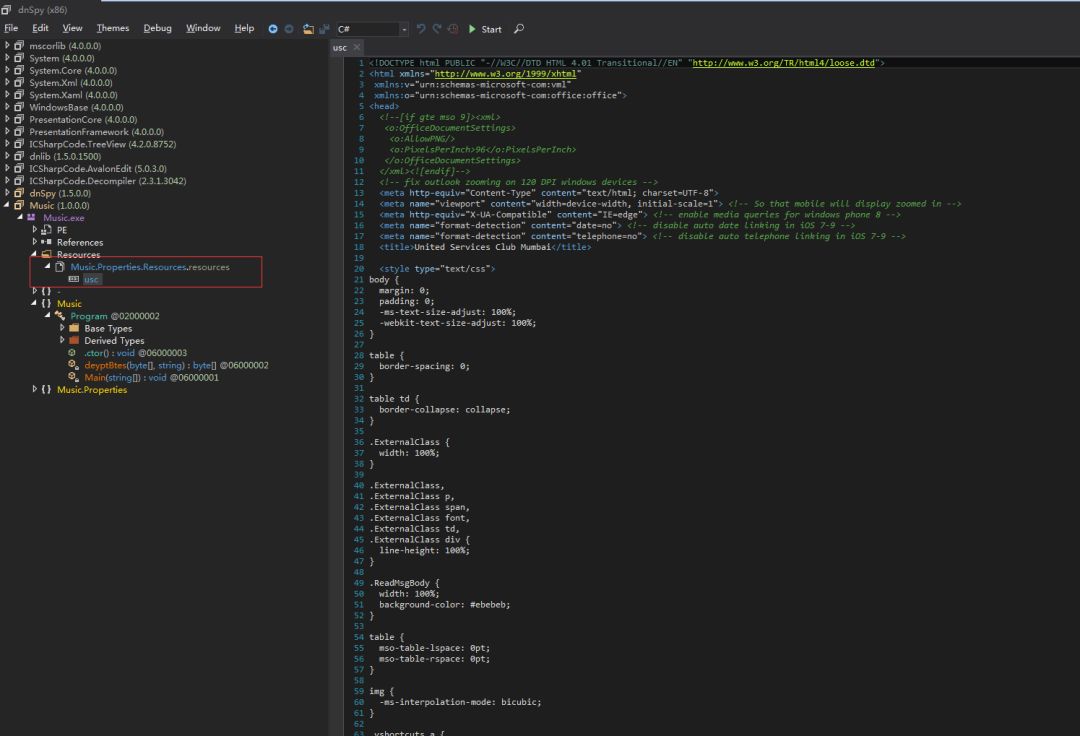 dnSpy (x86)
File Edit View Themes Debug Window Help C# Start
mscorlib (4.0.0.0)
System (4.0.0.0)
System.Core (4.0.0.0)
System.Xml (4.0.0.0)
System.Xaml (4.0.0.0)
WindowsBase (4.0.0.0)
PresentationCore (4.0.0.0)
PresentationFramework (4.0.0.0)
ICSharpCode.TreeView (4.2.0.8752)
dnlib (1.5.0.1500)
ICSharpCode.AvalonEdit (5.0.3.0)
ICSharpCode.Decompiler (2.3.1.3042)
dnSpy (1.5.0.0)
Music (1.0.0.0)
Music.exe
PE
References
Resources
Music.Properties.Resources.resources
usc
{ } -
{ } Music
Program @02000002
Base Types
Derived Types
.ctor() : void @06000003
deyptBtes(byte[], string) : byte[] @06000002
Main(string[]) : void @06000001
{ } Music.Properties
usc
1 <!DOCTYPE html PUBLIC "-//W3C//DTD HTML 4.01 Transitional//EN" "http://www.w3.org/TR/html4/loose.dtd">
2 <html xmlns="http://www.w3.org/1999/xhtml"
3 xmlns:v="urn:schemas-microsoft-com:vml"
4 xmlns:o="urn:schemas-microsoft-com:office:office">
5 <head>
6 <!--[if gte mso 9]><xml>
7 <o:OfficeDocumentSettings>
8 <o:AllowPNG/>
9 <o:PixelsPerInch>96</o:PixelsPerInch>
10 </o:OfficeDocumentSettings>
11 </xml><![endif]-->
12 <!-- fix outlook zooming on 120 DPI windows devices -->
13 <meta http-equiv="Content-Type" content="text/html; charset=UTF-8">
14 <meta name="viewport" content="width=device-width, initial-scale=1"> <!-- So that mobile will display zoomed in -->
15 <meta http-equiv="X-UA-Compatible" content="IE=edge"> <!-- enable media queries for windows phone 8 -->
16 <meta name="format-detection" content="date=no"> <!-- disable auto date linking in iOS 7-9 -->
17 <meta name="format-detection" content="telephone=no"> <!-- disable auto telephone linking in iOS 7-9 -->
18 <title>United Services Club Mumbai</title>
19
20 <style type="text/css">
21 body {
22 margin: 0;
23 padding: 0;
24 -ms-text-size-adjust: 100%;
25 -webkit-text-size-adjust: 100%;
26 }
27
28 table {
29 border-spacing: 0;
30 }
31
32 table td {
33 border-collapse: collapse;
34 }
35
36 .ExternalClass {
37 width: 100%;
38 }
39
40 .ExternalClass,
41 .ExternalClass p,
42 .ExternalClass span,
43 .ExternalClass font,
44 .ExternalClass td,
45 .ExternalClass div {
46 line-height: 100%;
47 }
48
49 .ReadMsgBody {
50 width: 100%;
51 background-color: #ebebeb;
52 }
53
54 table {
55 mso-table-lspace: 0pt;
56 mso-table-rspace: 0pt;
57 }
58
59 img {
60 -ms-interpolation-mode: bicubic;
61 }
62
63 .yshortcuts a {